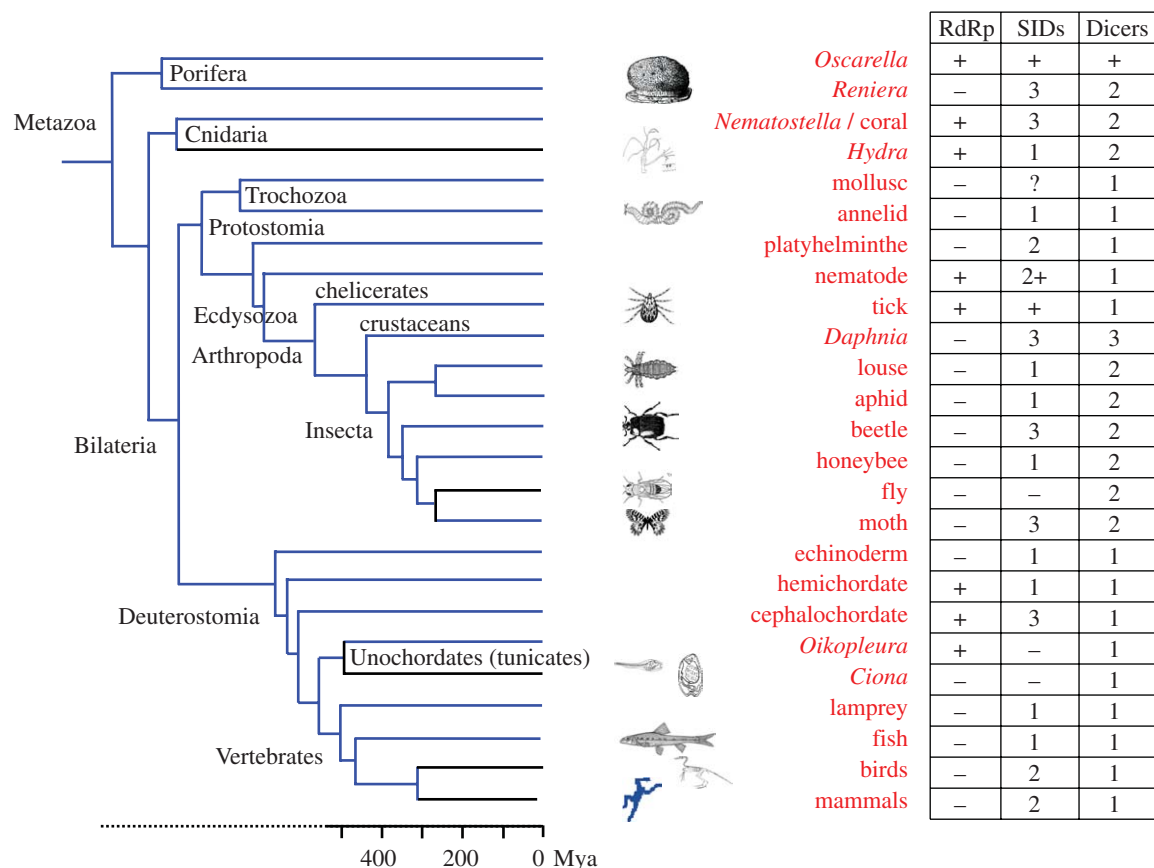 RdRp SIDs Dicers
Oscarella + + +
Porifera
Reniera – 3 2
Metazoa
Nematostella / coral + 3 2
Cnidaria
Hydra + 1 2
mollusc – ? 1
Trochozoa
annelid – 1 1
Protostomia
platyhelminthe – 2 1
nematode + 2+ 1
chelicerates
tick + + 1
Ecdysozoa
crustaceans
Daphnia – 3 3
Arthropoda
louse – 1 2
aphid – 1 2
Insecta
beetle – 3 2
Bilateria
honeybee – 1 2
fly – – 2
moth – 3 2
echinoderm – 1 1
hemichordate + 1 1
Deuterostomia
cephalochordate + 3 1
Oikopleura + – 1
Unochordates (tunicates)
Ciona – – 1
lamprey – 1 1
fish – 1 1
Vertebrates
birds – 2 1
mammals – 2 1
400 200 0 Mya